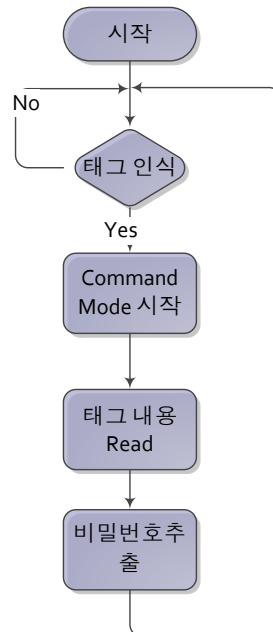 시작
No
태그 인식
Yes
Command
Mode 시작
태그 내용
Read
비밀번호추
출